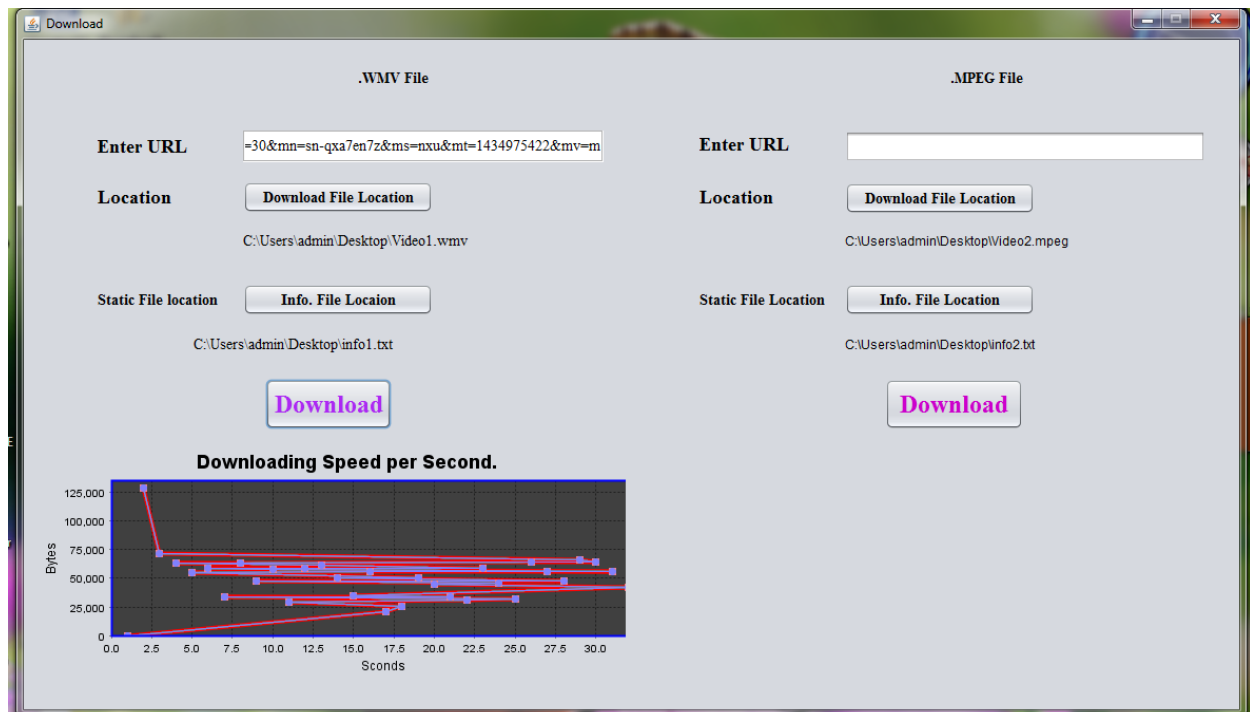 Download
.WMV File
Enter URL
=30&mn=sn-qxa7en7z&ms=nxu&mt=1434975422&mv=m
Location
Download File Location
C:\Users\admin\Desktop\Video1.wmv
Static File location
Info. File Locaion
C:\Users\admin\Desktop\info1.txt
Download
Downloading Speed per Second.
Bytes
125,000
100,000
75,000
50,000
25,000
0
0.0 2.5 5.0 7.5 10.0 12.5 15.0 17.5 20.0 22.5 25.0 27.5 30.0
Sconds
.MPEG File
Enter URL
Location
Download File Location
C:\Users\admin\Desktop\Video2.mpeg
Static File Location
Info. File Location
C:\Users\admin\Desktop\info2.txt
Download